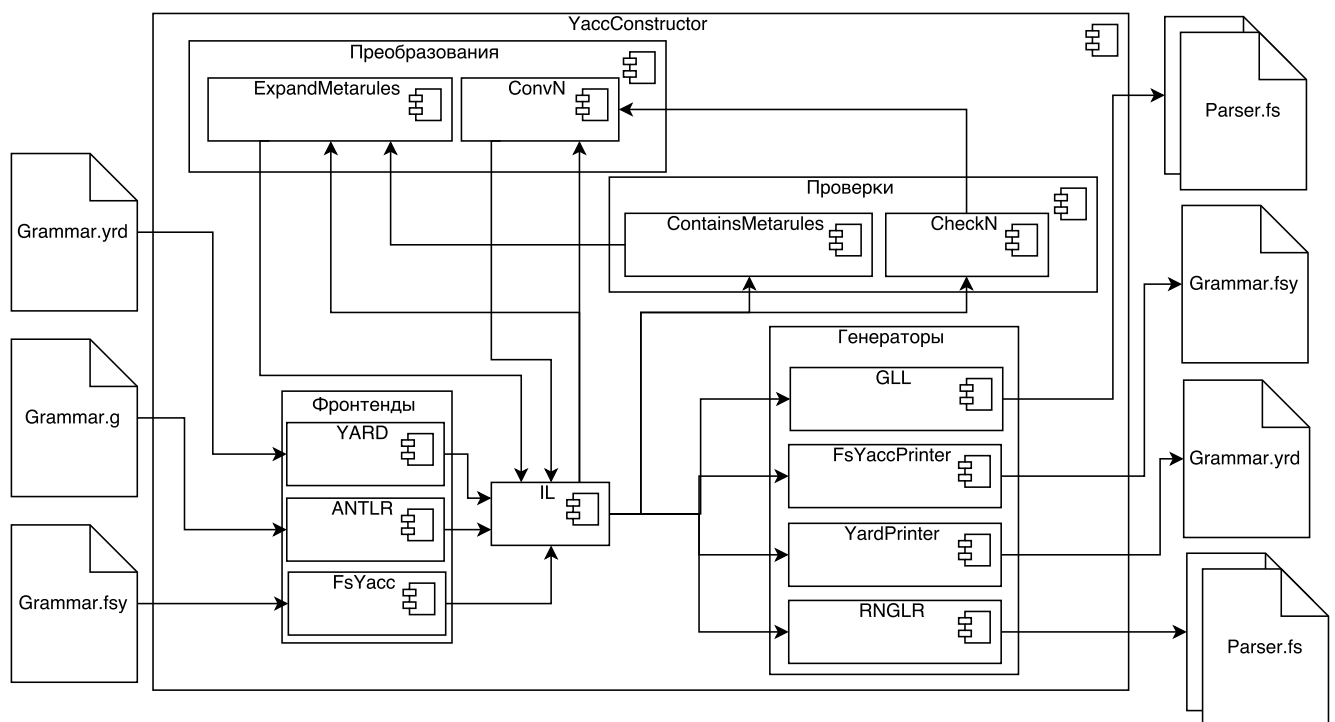 YaccConstructor
Преобразования
ExpandMetarules
ConvN
Parser.fs
Проверки
ContainsMetarules
CheckN
Grammar.yrd
Grammar.fsy
Генераторы
GLL
Grammar.g
Фронтенды
YARD
FsYaccPrinter
Grammar.yrd
IL
ANTLR
YardPrinter
FsYacc
Grammar.fsy
RNGLR
Parser.fs